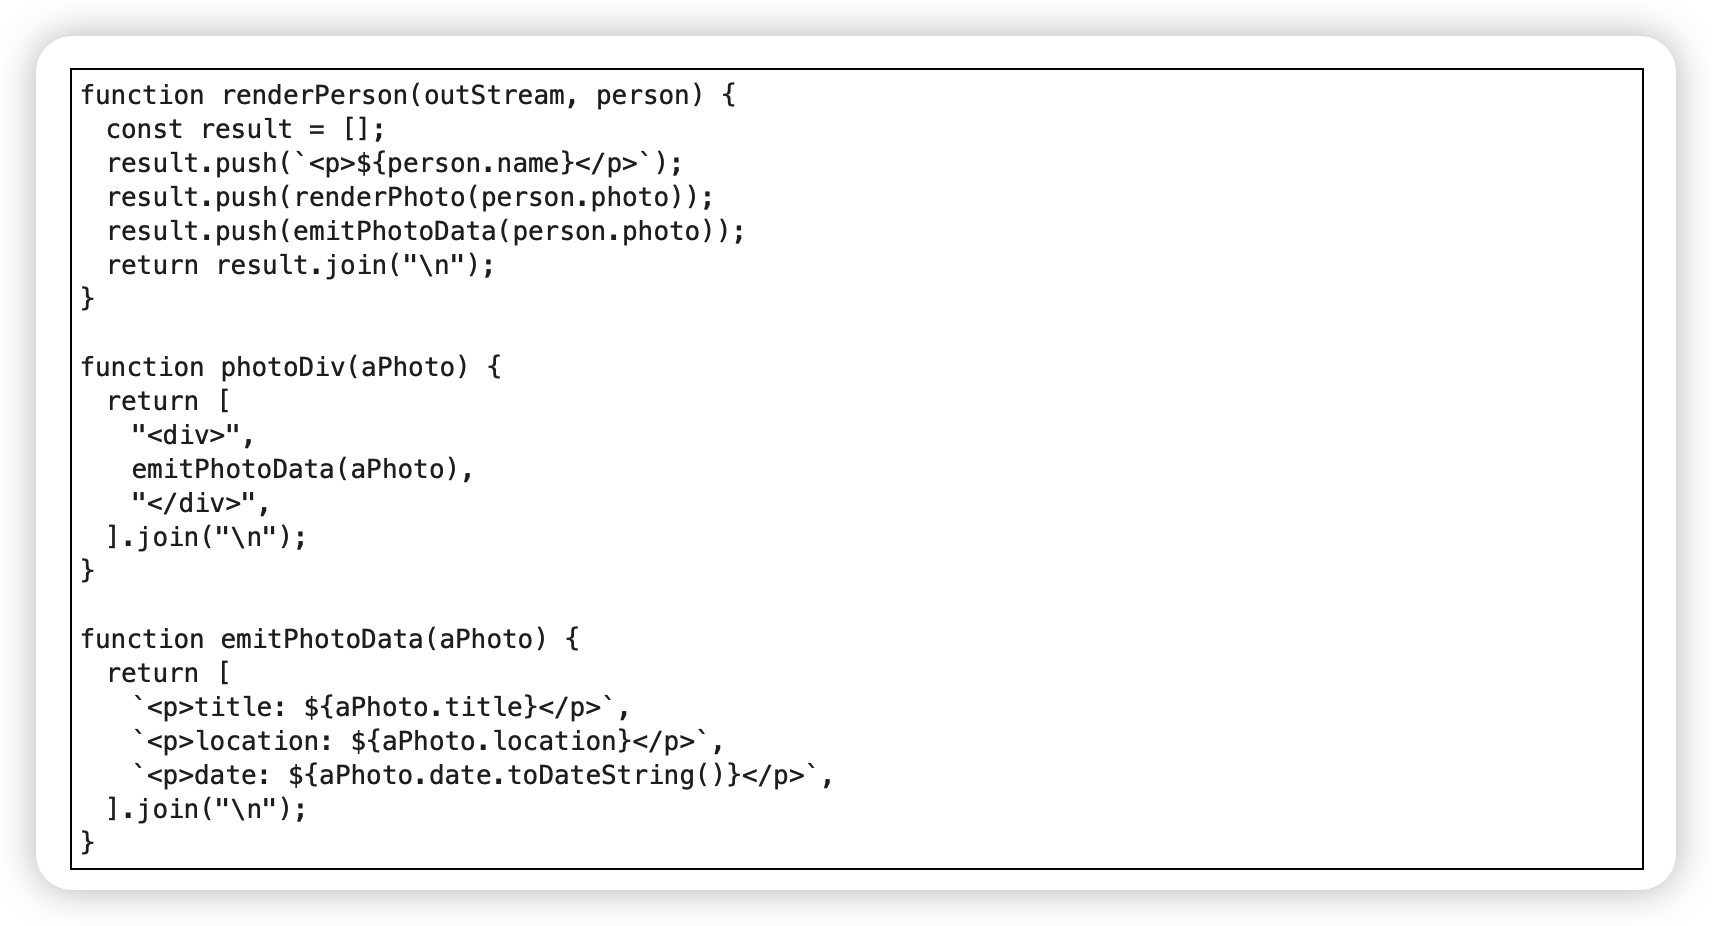 function renderPerson(outStream, person) {
  const result = [];
  result.push(`<p>${person.name}</p>`);
  result.push(renderPhoto(person.photo));
  result.push(emitPhotoData(person.photo));
  return result.join("\n");
}

function photoDiv(aPhoto) {
  return [
    "<div>",
    emitPhotoData(aPhoto),
    "</div>",
  ].join("\n");
}

function emitPhotoData(aPhoto) {
  return [
    `<p>title: ${aPhoto.title}</p>`,
    `<p>location: ${aPhoto.location}</p>`,
    `<p>date: ${aPhoto.date.toDateString()}</p>`,
  ].join("\n");
}